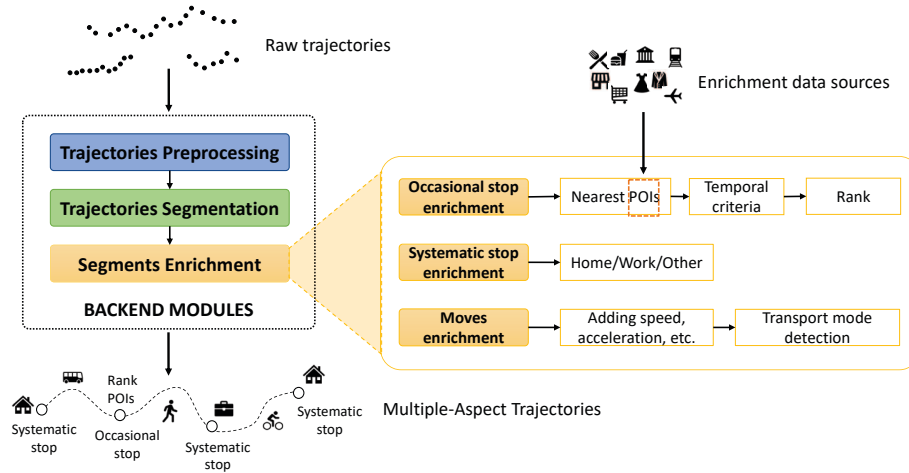 Raw trajectories
Enrichment data sources
Trajectories Preprocessing
Trajectories Segmentation
Segments Enrichment
BACKEND MODULES
Occasional stop
enrichment
Nearest POIs
Temporal
criteria
Rank
Systematic stop
enrichment
Home/Work/Other
Moves
enrichment
Adding speed,
acceleration, etc.
Transport mode
detection
Rank
POIs
Systematic
stop
Occasional
stop
Systematic
stop
Systematic
stop
Multiple-Aspect Trajectories